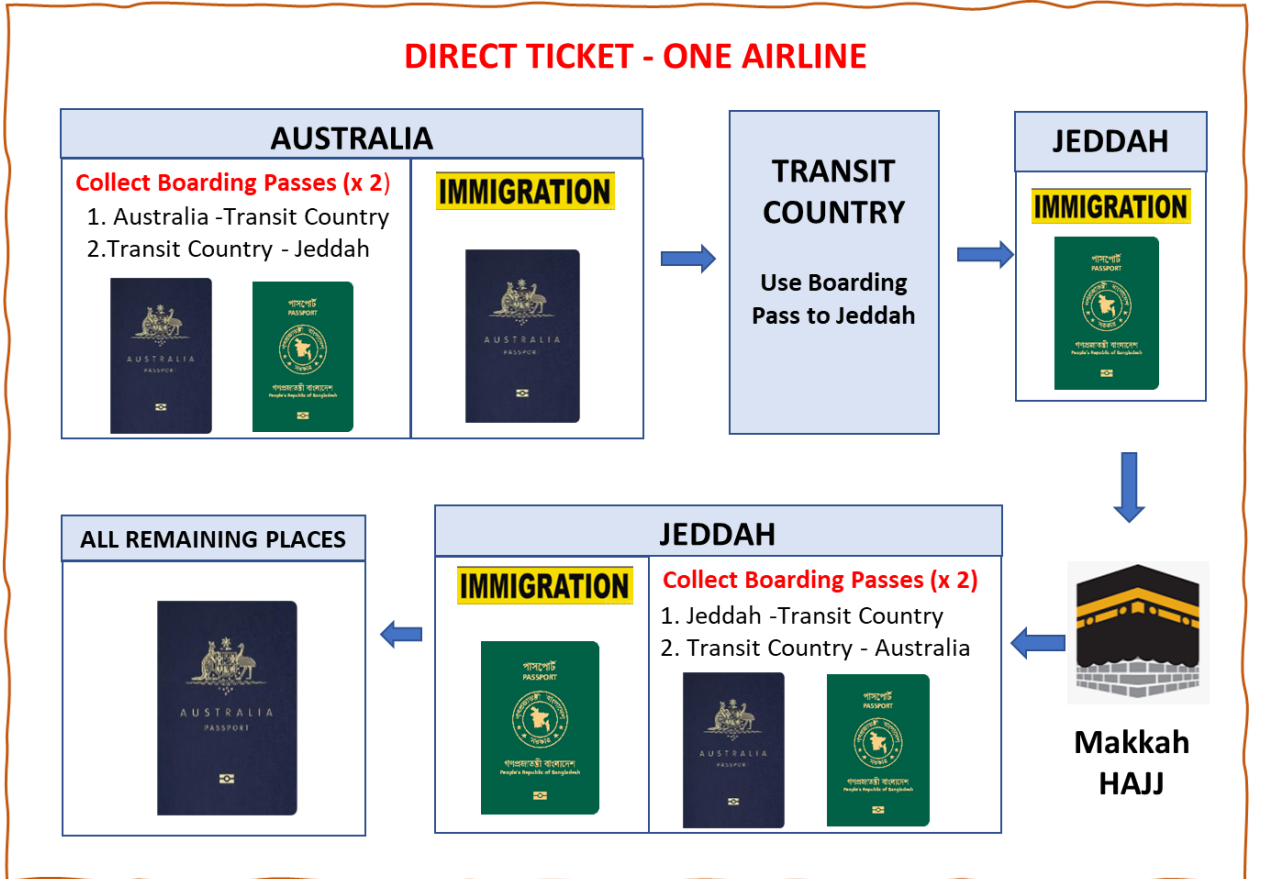 DIRECT TICKET - ONE AIRLINE
AUSTRALIA
Collect Boarding Passes (x 2)
1. Australia -Transit Country
2.Transit Country - Jeddah
AUSTRALIA
PASSPORT
পাসপোর্ট
PASSPORT
গণপ্রজাতন্ত্রী বাংলাদেশ
People's Republic of Bangladesh
IMMIGRATION
AUSTRALIA
PASSPORT
TRANSIT
COUNTRY
Use Boarding
Pass to Jeddah
JEDDAH
IMMIGRATION
পাসপোর্ট
PASSPORT
গণপ্রজাতন্ত্রী বাংলাদেশ
People's Republic of Bangladesh
Makkah
HAJJ
JEDDAH
IMMIGRATION
পাসপোর্ট
PASSPORT
গণপ্রজাতন্ত্রী বাংলাদেশ
People's Republic of Bangladesh
Collect Boarding Passes (x 2)
1. Jeddah -Transit Country
2. Transit Country - Australia
AUSTRALIA
PASSPORT
পাসপোর্ট
PASSPORT
গণপ্রজাতন্ত্রী বাংলাদেশ
People's Republic of Bangladesh
ALL REMAINING PLACES
AUSTRALIA
PASSPORT